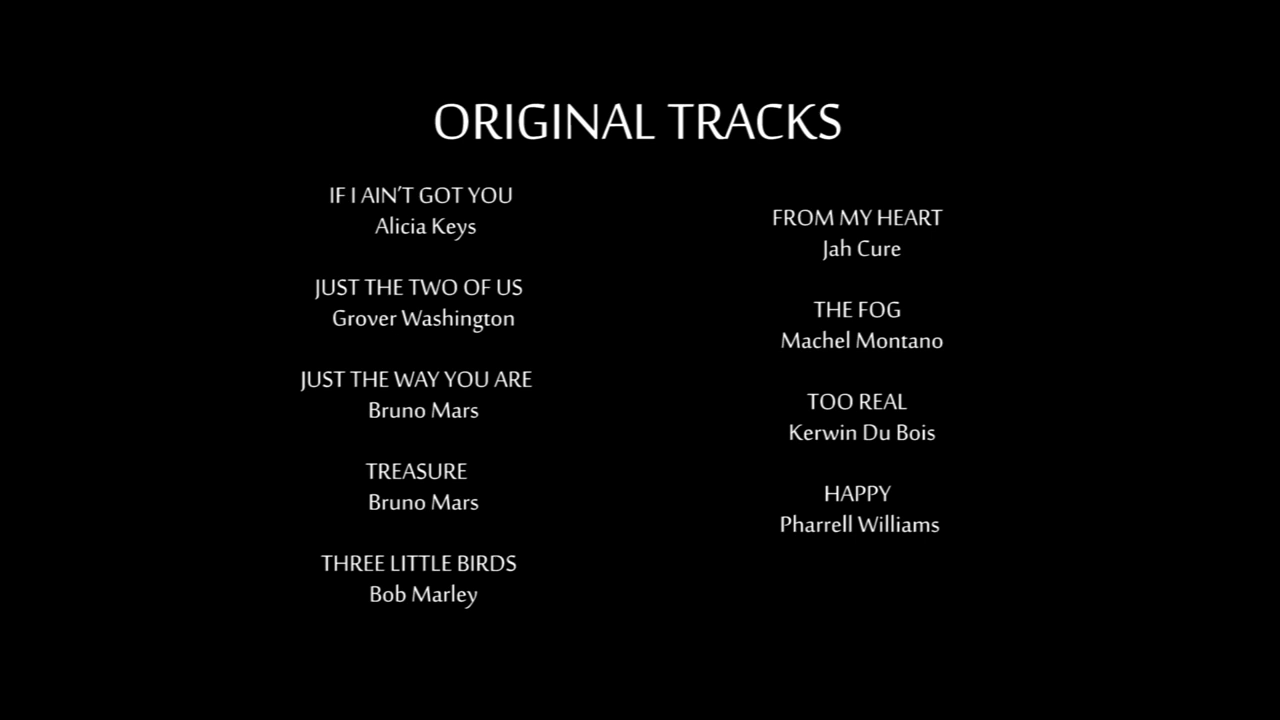 ORIGINAL TRACKS
IF I AIN'T GOT YOU
Alicia Keys
JUST THE TWO OF US
Grover Washington
JUST THE WAY YOU ARE
Bruno Mars
TREASURE
Bruno Mars
THREE LITTLE BIRDS
Bob Marley
FROM MY HEART
Jah Cure
THE FOG
Machel Montano
TOO REAL
Kerwin Du Bois
HAPPY
Pharrell Williams